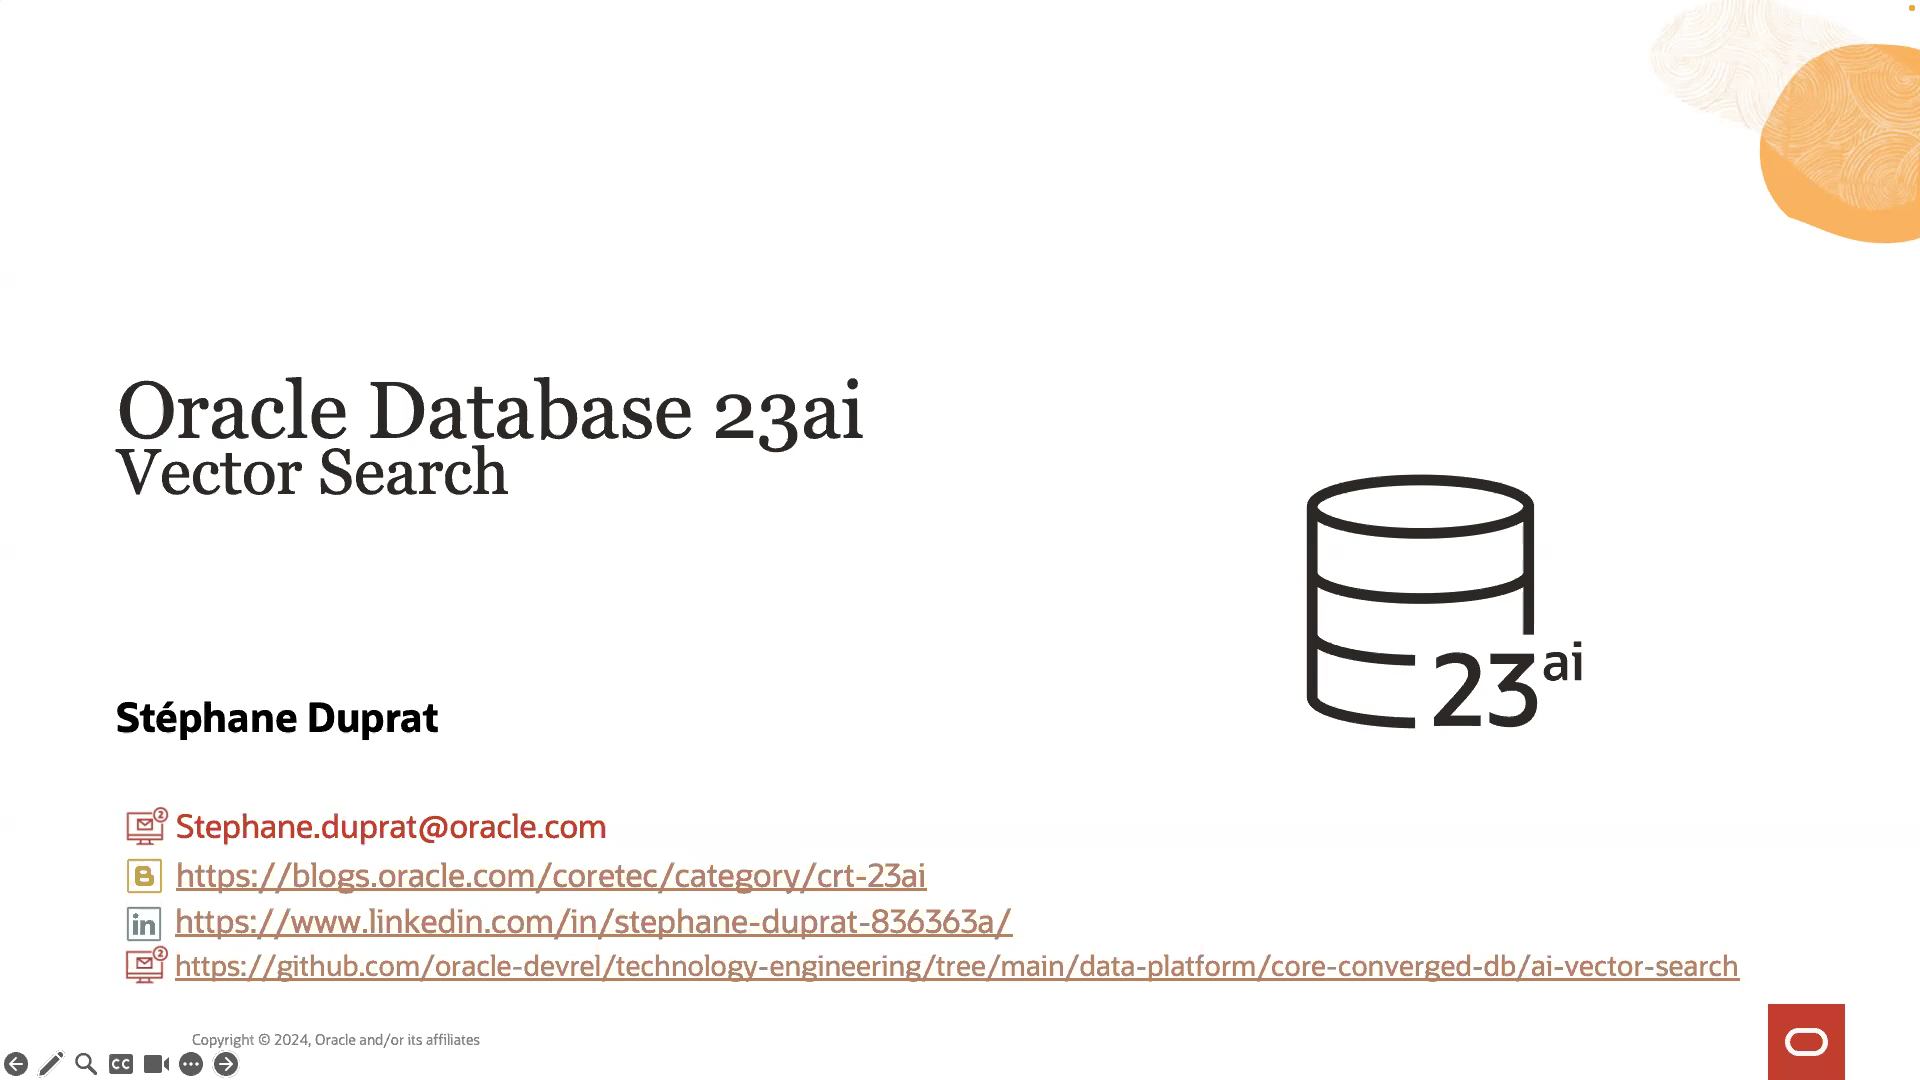 Oracle Database 23ai
Vector Search
23ai
Stéphane Duprat
Stephane.duprat@oracle.com
https://blogs.oracle.com/coretec/category/crt-23ai
https://www.linkedin.com/in/stephane-duprat-836363a/
https://github.com/oracle-devrel/technology-engineering/tree/main/data-platform/core-converged-db/ai-vector-search
Copyright © 2024, Oracle and/or its affiliates